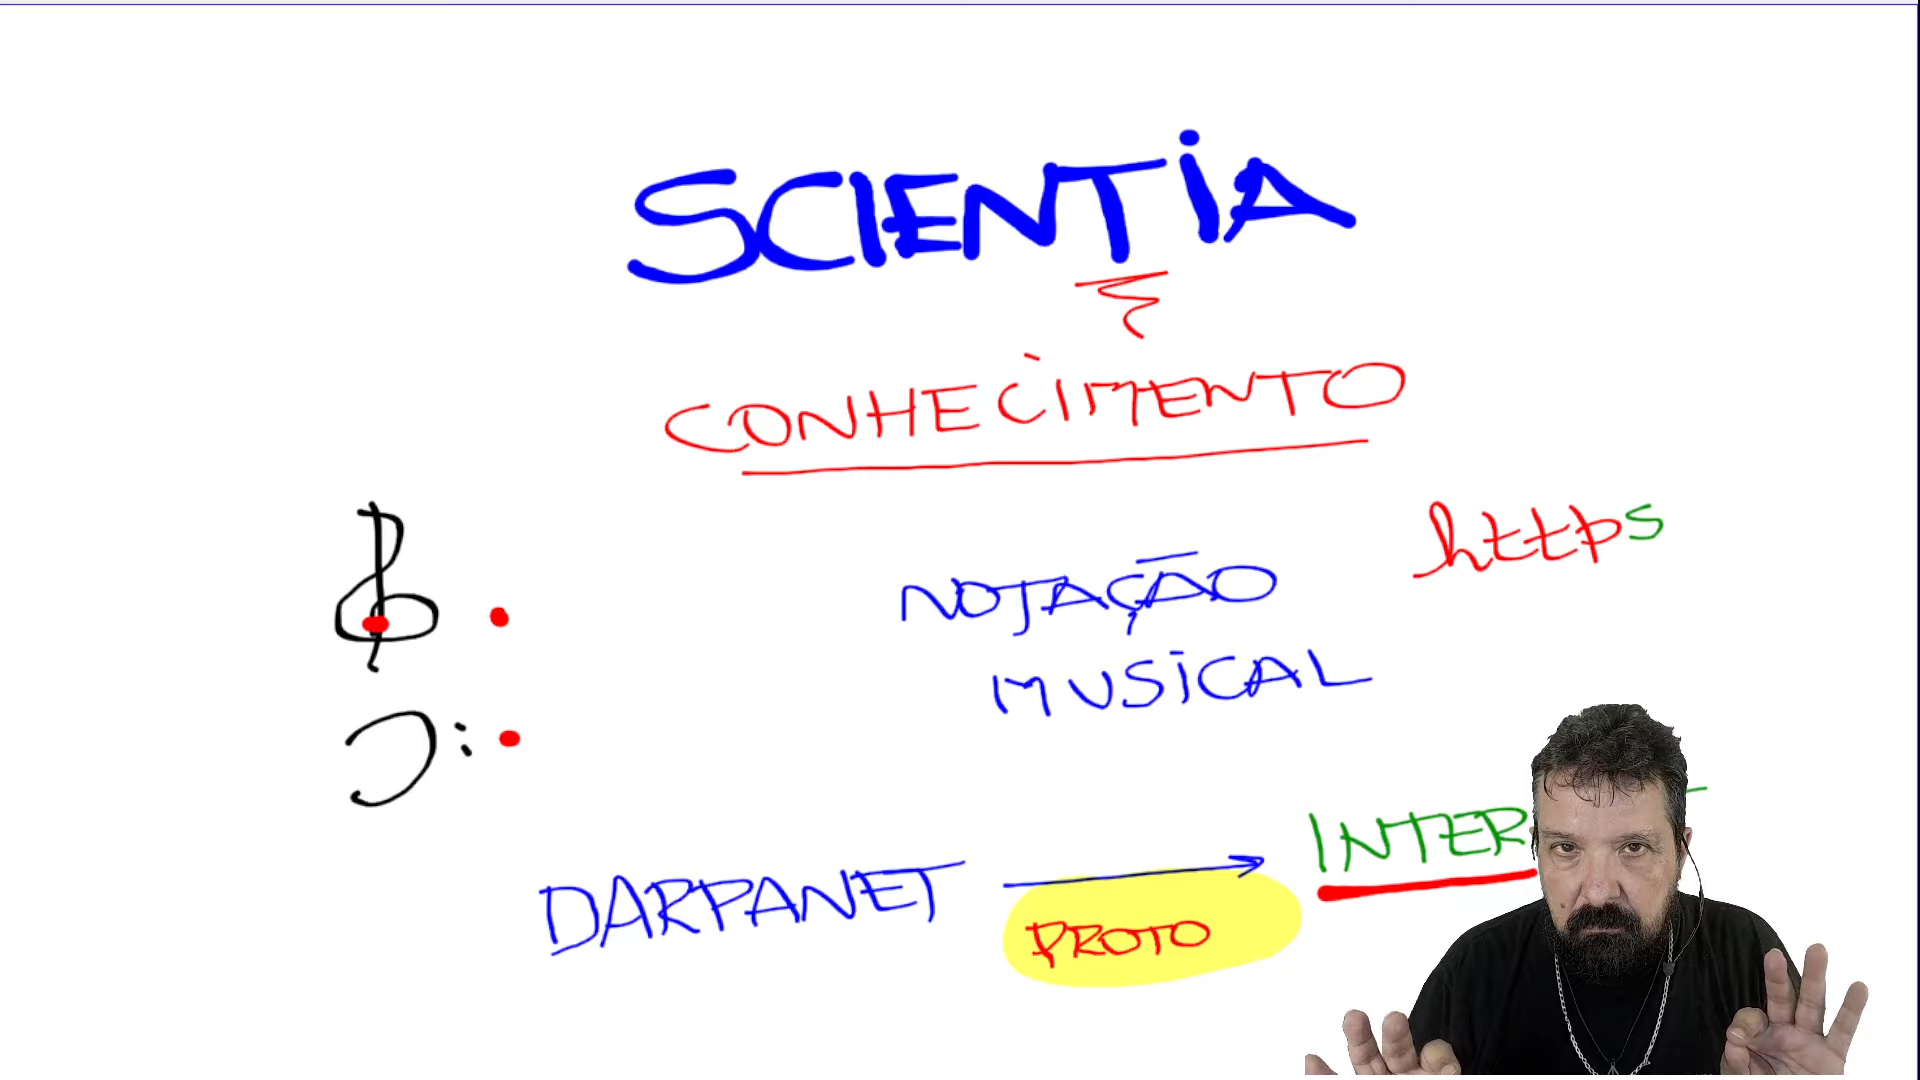 SCIENTIA
CONHECIMENTO
https
NOTAÇÃO
MUSICAL
DARPANET
PROTO
INTER